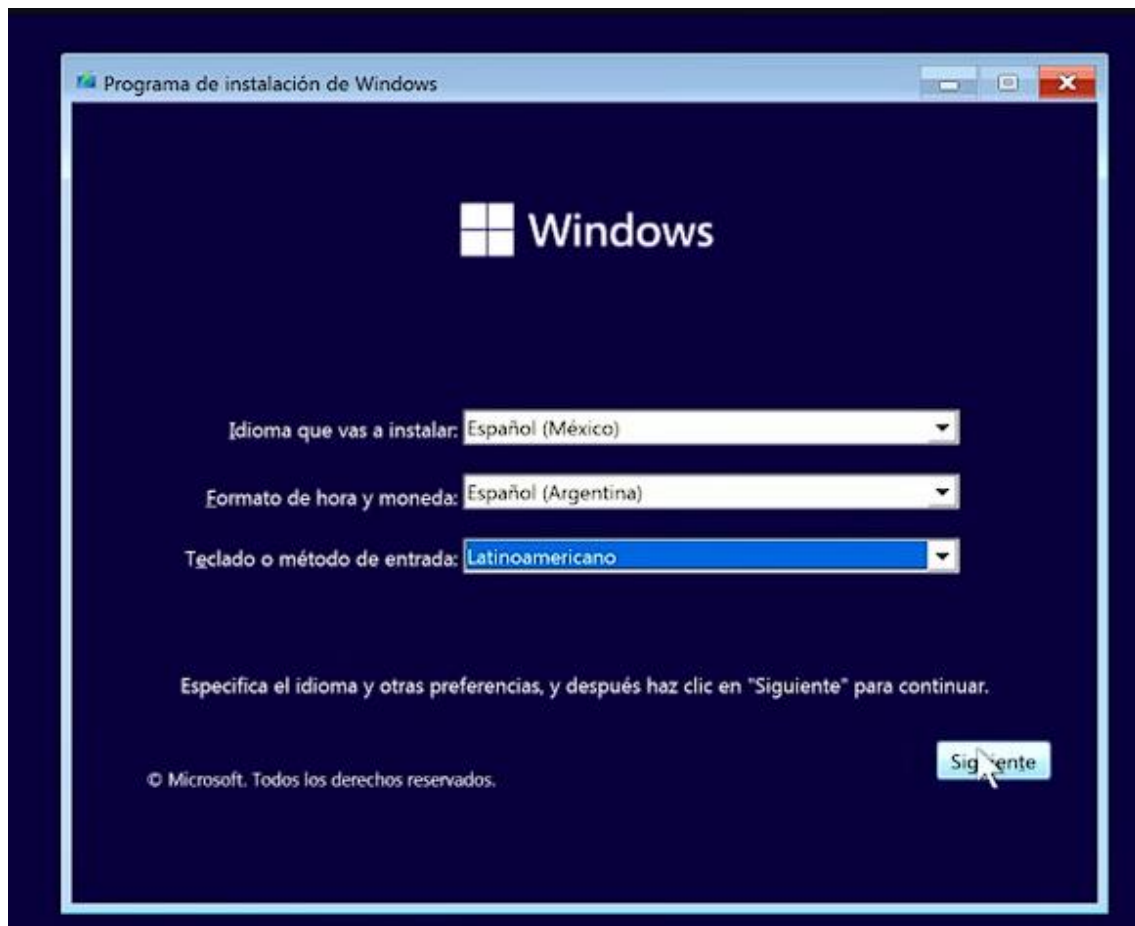 Programa de instalación de Windows
Windows
Idioma que vas a instalar: Español (México)
Formato de hora y moneda: Español (Argentina)
Teclado o método de entrada: Latinoamericano
Especifica el idioma y otras preferencias, y después haz clic en "Siguiente" para continuar.
Siguiente
© Microsoft. Todos los derechos reservados.